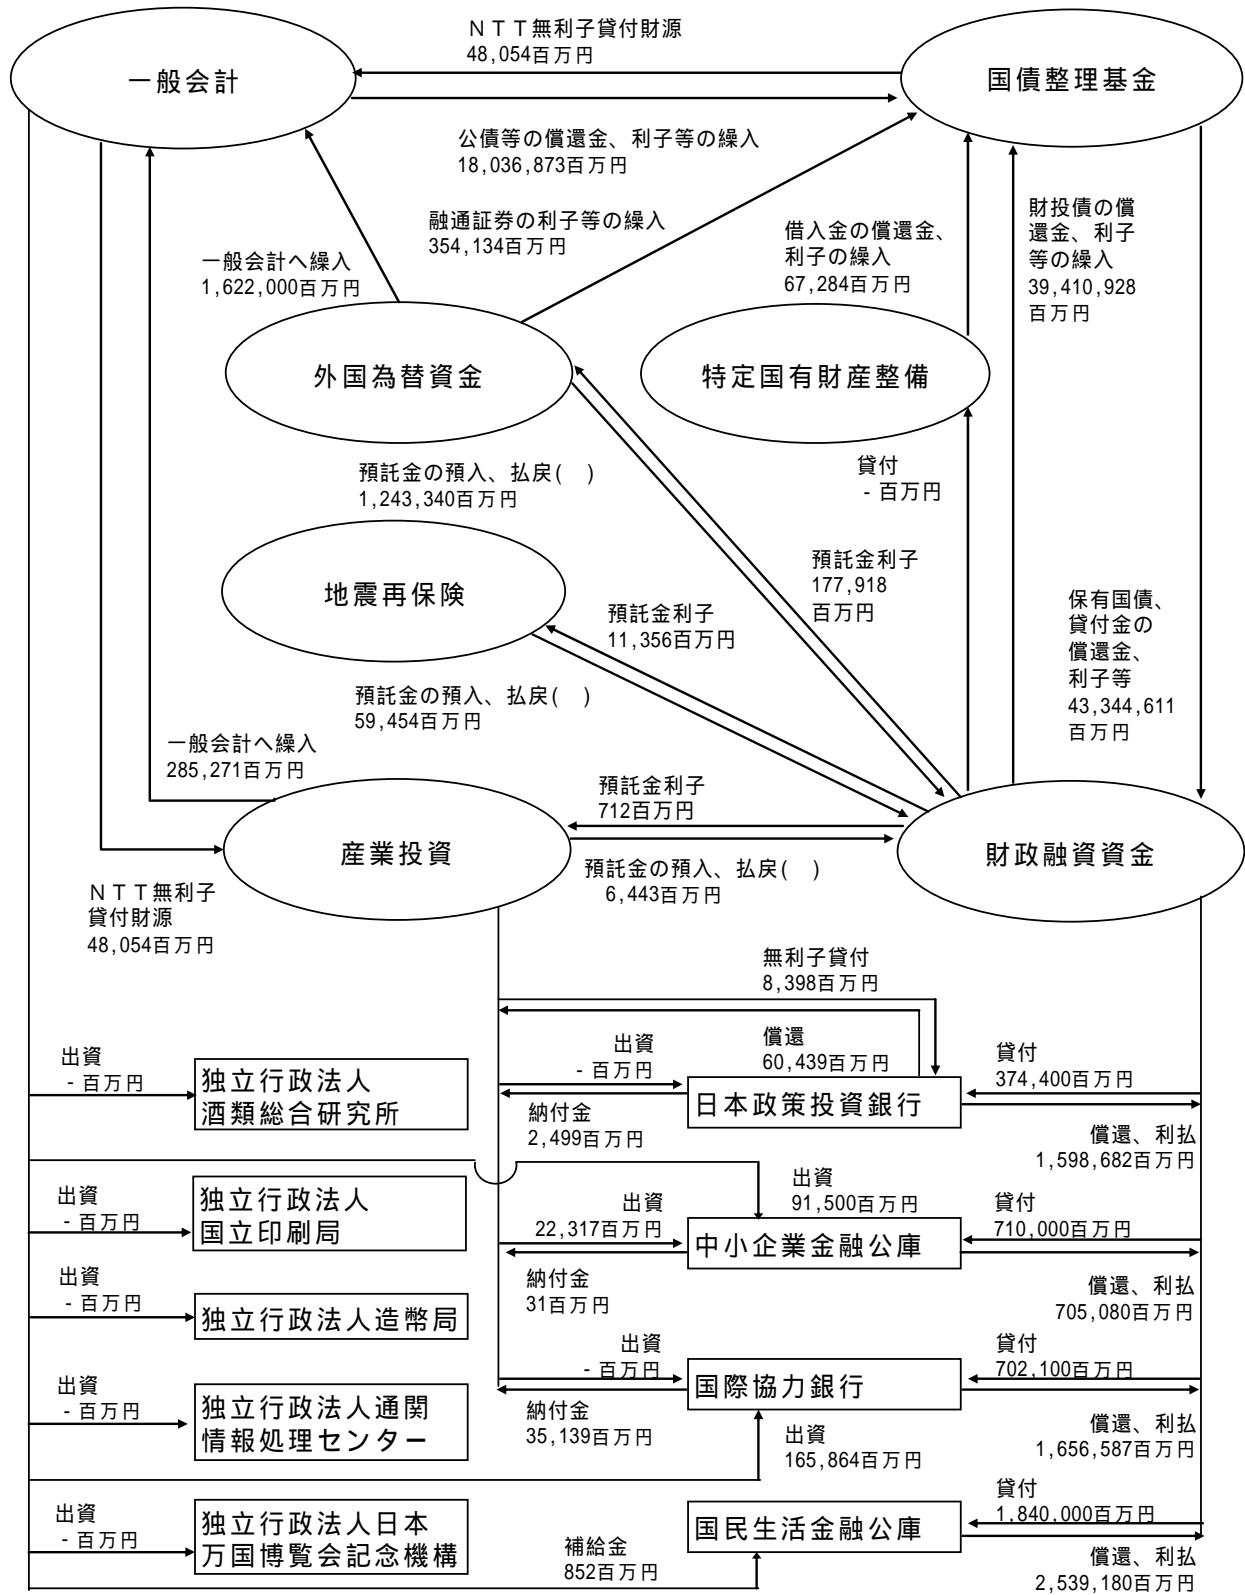 ＮＴＴ無利子貸付財源
48,054百万円
一般会計
国債整理基金
公債等の償還金、利子等の繰入
18,036,873百万円
融通証券の利子等の繰入
354,134百万円
借入金の償還金、
利子の繰入
67,284百万円
財投債の償
還金、利子
等の繰入
39,410,928
百万円
一般会計へ繰入
1,622,000百万円
外国為替資金
特定国有財産整備
預託金の預入、払戻(　)
1,243,340百万円
貸付
- 百万円
地震再保険
預託金利子
177,918
百万円
預託金利子
11,356百万円
保有国債、
貸付金の
償還金、
利子等
43,344,611
百万円
預託金の預入、払戻(　)
59,454百万円
一般会計へ繰入
285,271百万円
預託金利子
712百万円
産業投資
財政融資資金
預託金の預入、払戻(　)
6,443百万円
ＮＴＴ無利子
貸付財源
48,054百万円
無利子貸付
8,398百万円
出資
- 百万円
独立行政法人
酒類総合研究所
出資
- 百万円
償還
60,439百万円
貸付
374,400百万円
日本政策投資銀行
納付金
2,499百万円
償還、利払
1,598,682百万円
出資
- 百万円
独立行政法人
国立印刷局
出資
22,317百万円
出資
91,500百万円
貸付
710,000百万円
中小企業金融公庫
納付金
31百万円
償還、利払
705,080百万円
出資
- 百万円
独立行政法人造幣局
出資
- 百万円
貸付
702,100百万円
国際協力銀行
出資
- 百万円
独立行政法人通関
情報処理センター
納付金
35,139百万円
出資
165,864百万円
償還、利払
1,656,587百万円
出資
- 百万円
独立行政法人日本
万国博覧会記念機構
国民生活金融公庫
貸付
1,840,000百万円
補給金
852百万円
償還、利払
2,539,180百万円